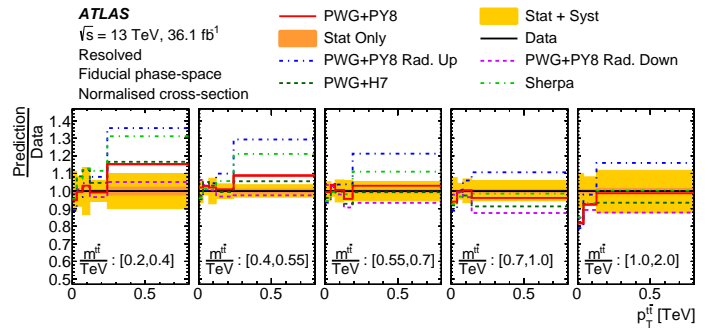 ATLAS
√s = 13 TeV, 36.1 fb¹
Resolved
Fiducial phase-space
Normalised cross-section
PWG+PY8
Stat Only
PWG+PY8 Rad. Up
PWG+H7
Stat + Syst
Data
PWG+PY8 Rad. Down
Sherpa
Prediction
Data
1.4
1.3
1.2
1.1
1.0
0.9
0.8
0.7
0.6
0.5
m^tt̄/TeV : [0.2,0.4]
m^tt̄/TeV : [0.4,0.55]
m^tt̄/TeV : [0.55,0.7]
m^tt̄/TeV : [0.7,1.0]
m^tt̄/TeV : [1.0,2.0]
0 0.5 0 0.5 0 0.5 0 0.5 0 0.5
p_T^tt̄ [TeV]